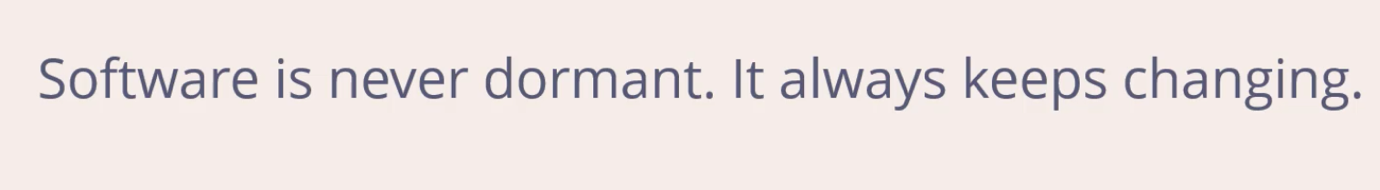 Software is never dormant. It always keeps changing.